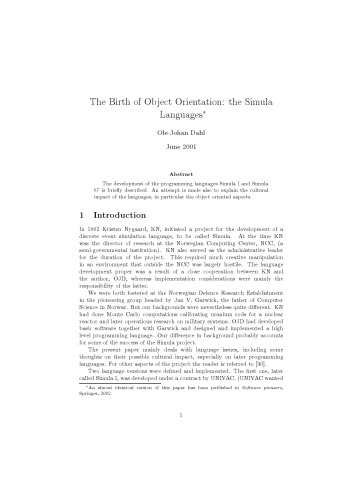 The Birth of Object Orientation: the Simula
Languages*
Ole-Johan Dahl
June 2001
Abstract
The development of the programming languages Simula I and Simula
67 is briefly described. An attempt is made also to explain the cultural
impact of the languages, in particular the object oriented aspects.
1 Introduction
In 1962 Kristen Nygaard, KN, initiated a project for the development of a
discrete event simulation language, to be called Simula. At the time KN
was the director of research at the Norwegian Computing Center, NCC, (a
semi-governmental institution). KN also served as the administrative leader
for the duration of the project. This required much creative manipulation
in an environment that outside the NCC was largely hostile. The language
development proper was a result of a close cooperation between KN and
the author, OJD, whereas implementation considerations were mainly the
responsibility of the latter.
We were both fostered at the Norwegian Defence Research Establishment
in the pioneering group headed by Jan V. Garwick, the father of Computer
Science in Norway. But our backgrounds were nevertheless quite different. KN
had done Monte Carlo computations calibrating uranium rods for a nuclear
reactor and later operations research on military systems. OJD had developed
basic software together with Garwick and designed and implemented a high
level programming language. Our difference in background probably accounts
for some of the success of the Simula project.
The present paper mainly deals with language issues, including some
thoughts on their possible cultural impact, especially on later programming
languages. For other aspects of the project the reader is referred to [30].
Two language versions were defined and implemented. The first one, later
called Simula I, was developed under a contract by UNIVAC. (UNIVAC wanted
*An almost identical version of this paper has been published in Software pioneers,
Springer, 2002.
1